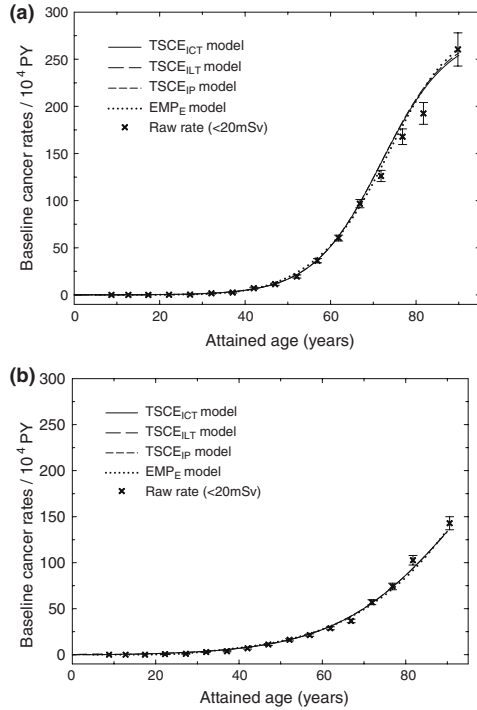 (a)
300
250
200
150
100
50
0
Baseline cancer rates / 10⁴ PY
TSCE_ICT model
TSCE_ILT model
TSCE_IP model
EMP_E model
Raw rate (<20mSv)
0 20 40 60 80
Attained age (years)
(b)
300
250
200
150
100
50
0
Baseline cancer rates / 10⁴ PY
TSCE_ICT model
TSCE_ILT model
TSCE_IP model
EMP_E model
Raw rate (<20mSv)
0 20 40 60 80
Attained age (years)